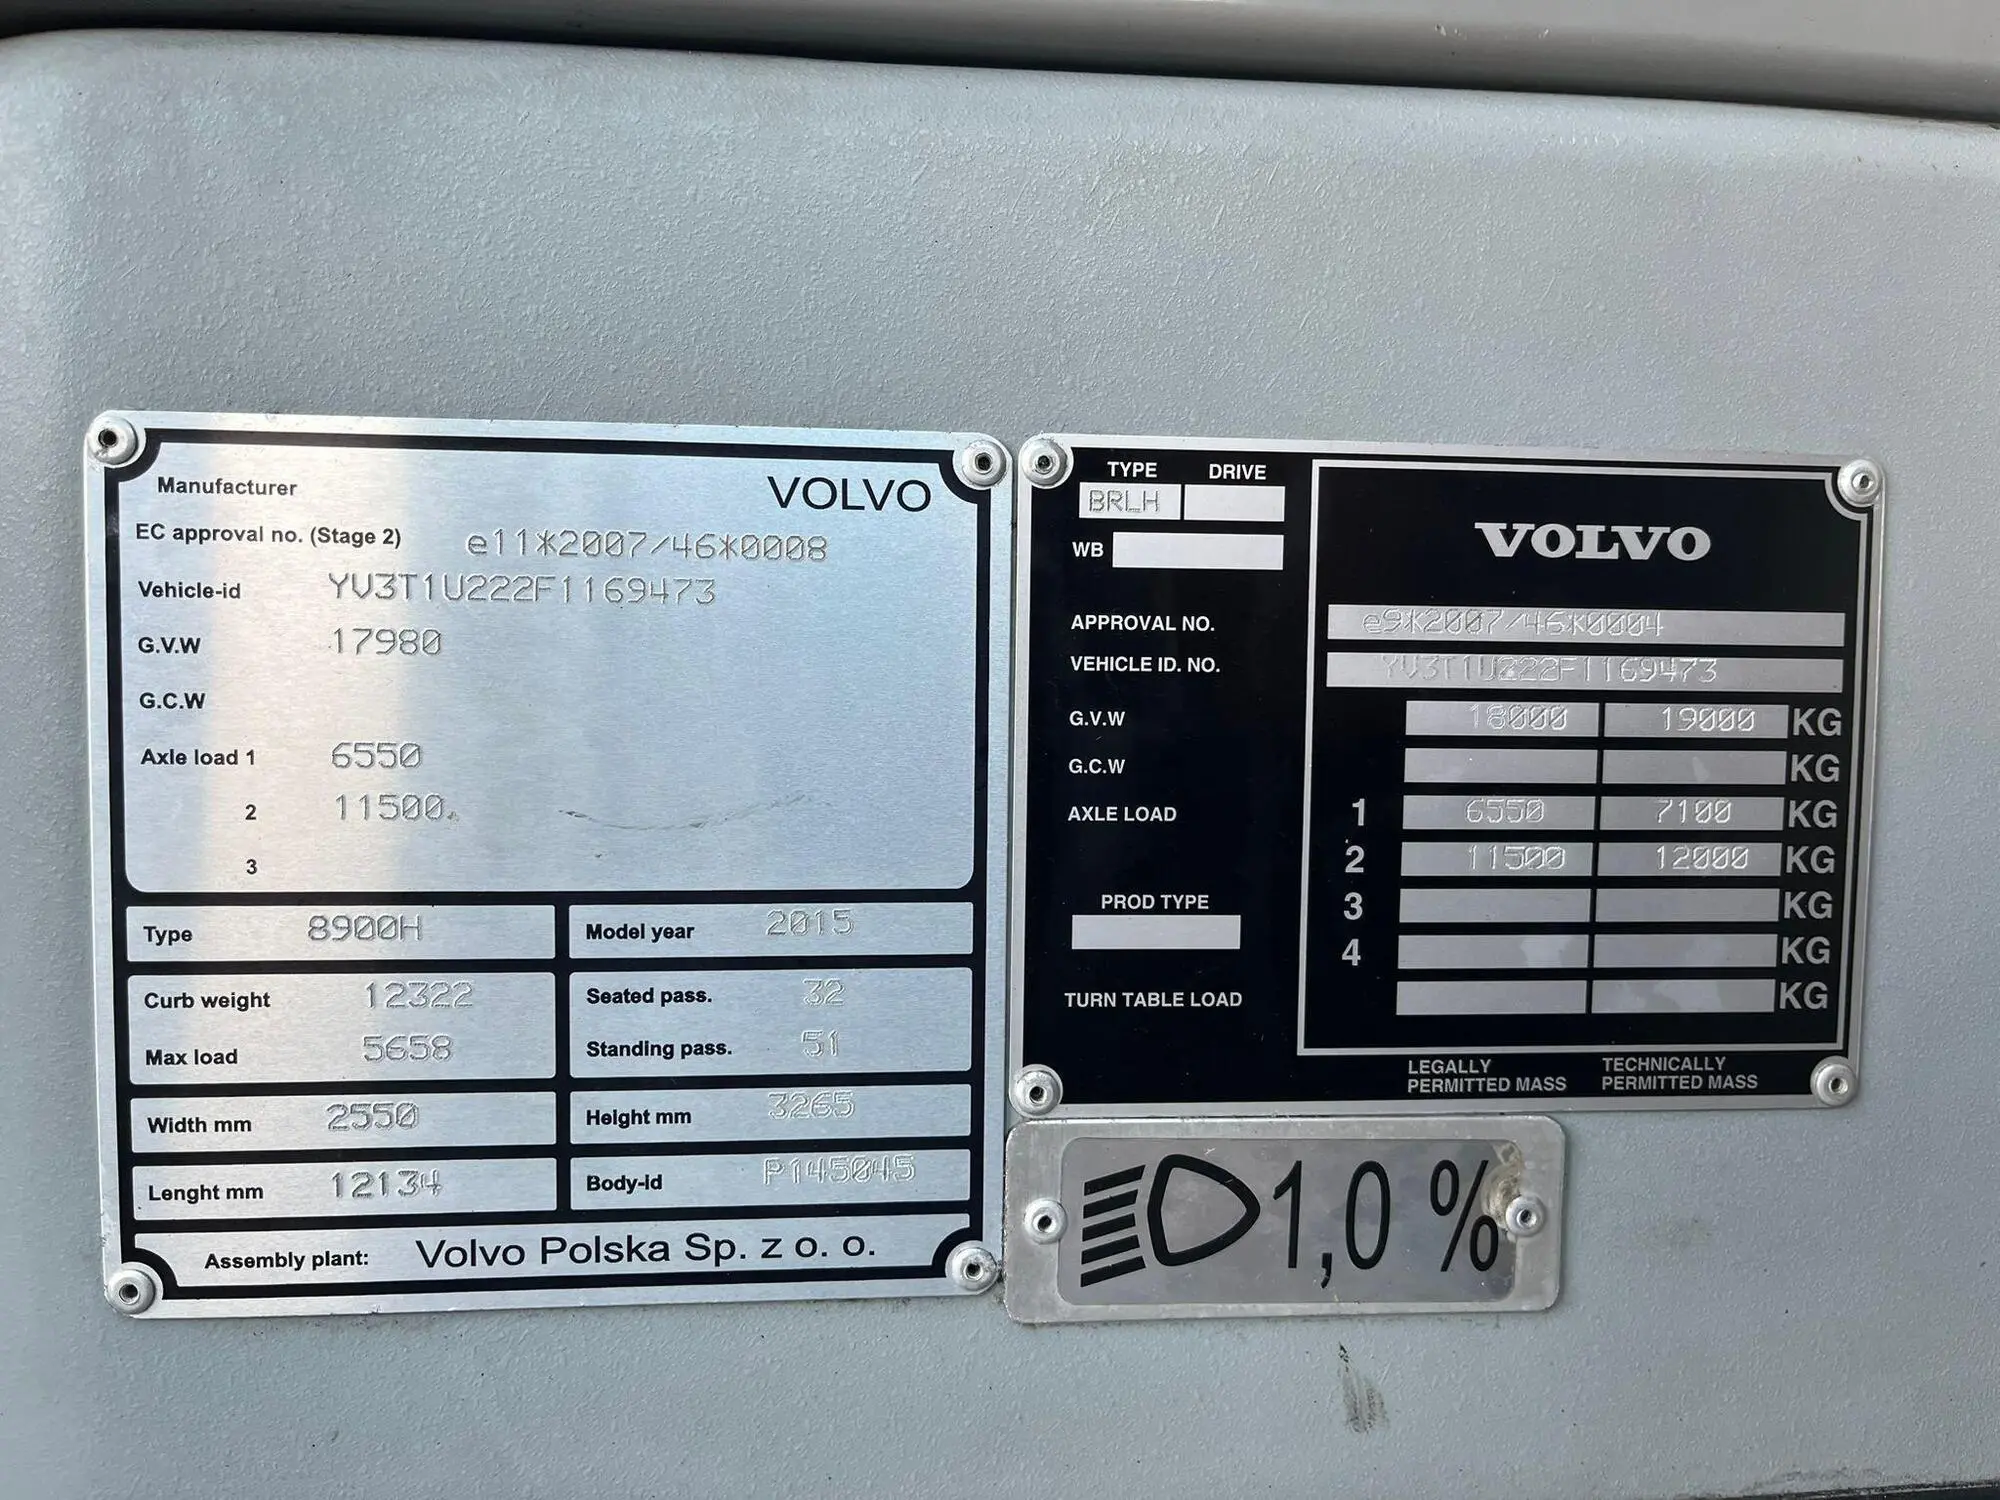 Manufacturer VOLVO
EC approval no. (Stage 2) e11*2007/46*0008
Vehicle-id YV3T1U222F1169473
G.V.W 17980
G.C.W
Axle load 1 6550
2 11500
3
Type 8900H
Model year 2015
Curb weight 12322
Max load 5658
Seated pass. 32
Standing pass. 51
Width mm 2550
Height mm 3265
Lenght mm 12134
Body-id P145045
Assembly plant: Volvo Polska Sp. z o. o.
TYPE DRIVE
BRLH
WB
VOLVO
APPROVAL NO. e9*2007/46*0004
VEHICLE ID. NO. YV3T1U222F1169473
G.V.W 18000 19000 KG
G.C.W KG
AXLE LOAD 1 6550 7100 KG
2 11500 12000 KG
PROD TYPE 3 KG
4 KG
TURN TABLE LOAD KG
LEGALLY PERMITTED MASS
TECHNICALLY PERMITTED MASS
1,0 %